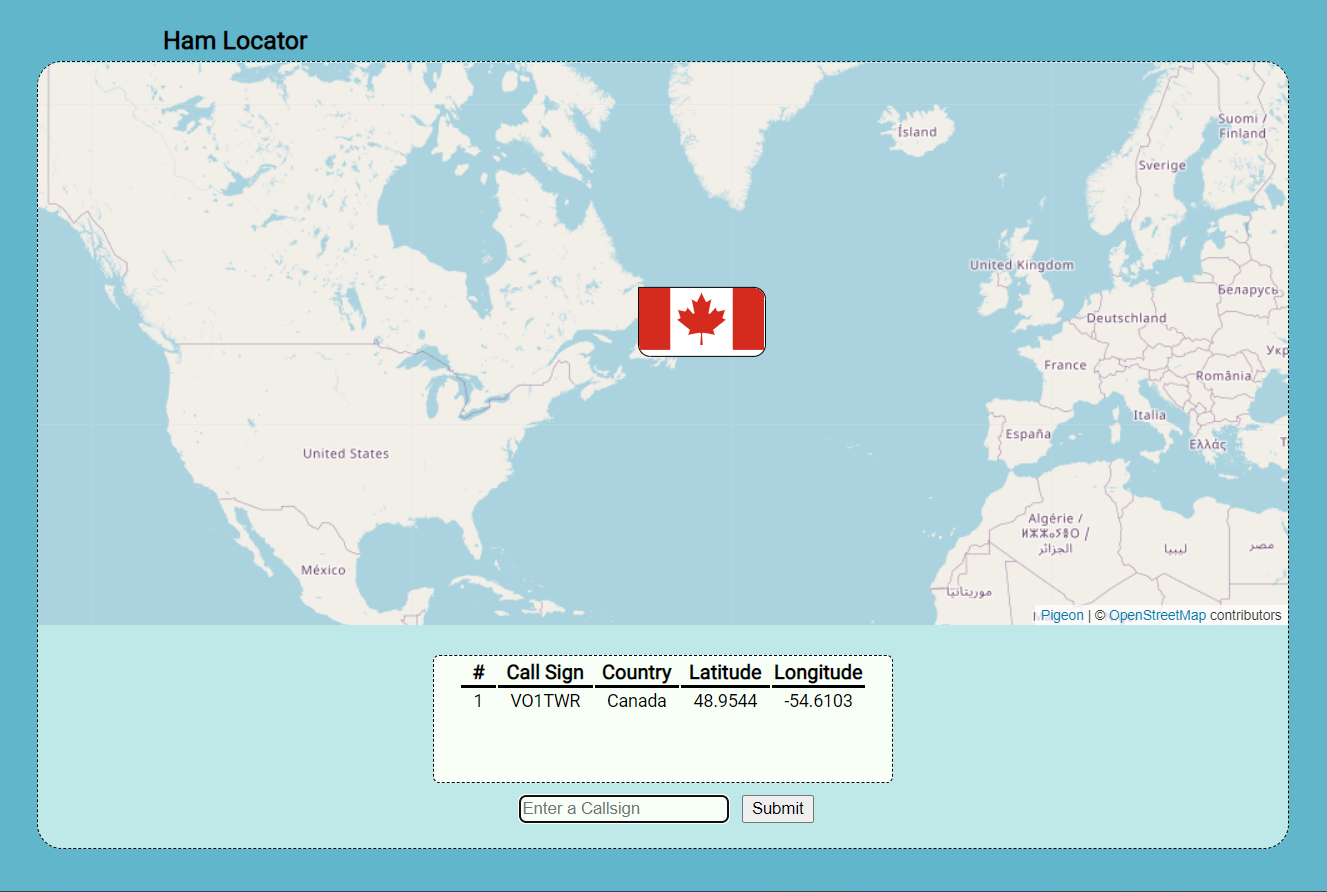 Ham Locator
Ísland
Suomi /
Finland
Sverige
United Kingdom
Беларусь
Deutschland
France
România
Italia
España
Ελλάς
United States
Algérie /
ⵍⵣⵣⴰⵢⴻⵔ /
الجزائر
ليبيا
مصر
México
موريتانيا
Pigeon | © OpenStreetMap contributors
# Call Sign Country Latitude Longitude
1 VO1TWR Canada 48.9544 -54.6103
Enter a Callsign Submit